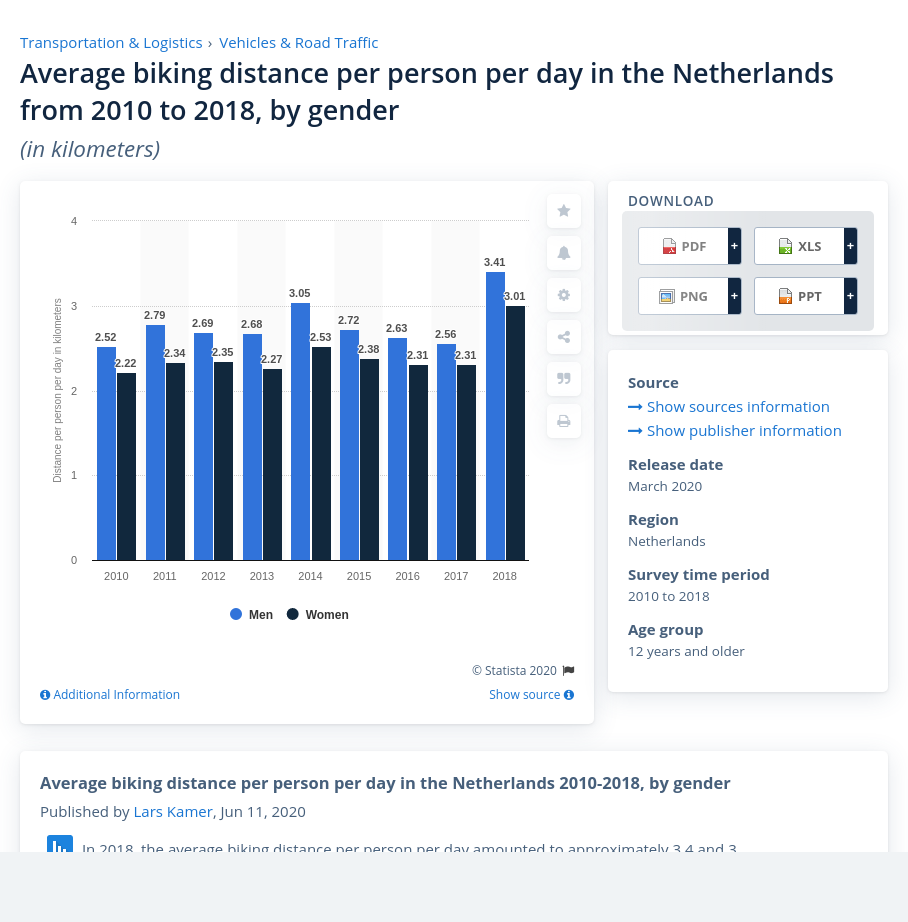 Transportation & Logistics › Vehicles & Road Traffic
Average biking distance per person per day in the Netherlands
from 2010 to 2018, by gender
(in kilometers)
DOWNLOAD
PDF +
XLS +
PNG +
PPT +
Distance per person per day in kilometers
4
3
2
1
0
2.52
2.22
2.79
2.34
2.69
2.35
2.68
2.27
3.05
2.53
2.72
2.38
2.63
2.31
2.56
2.31
3.41
3.01
2010 2011 2012 2013 2014 2015 2016 2017 2018
Men Women
© Statista 2020
Additional Information
Show source
Source
Show sources information
Show publisher information
Release date
March 2020
Region
Netherlands
Survey time period
2010 to 2018
Age group
12 years and older
Average biking distance per person per day in the Netherlands 2010-2018, by gender
Published by Lars Kamer, Jun 11, 2020
In 2018, the average biking distance per person per day amounted to approximately 3.4 and 3